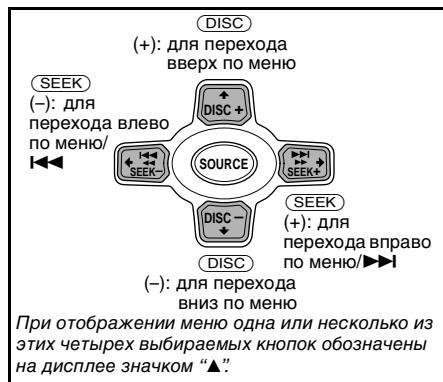 DISC
(+): для перехода
вверх по меню
SEEK
(–): для
перехода влево
по меню/
⏮
DISC +
SEEK–
SOURCE
SEEK+
DISC –
SEEK
(+): для
перехода вправо
по меню/⏭
DISC
(–): для перехода
вниз по меню
При отображении меню одна или несколько из
этих четырех выбираемых кнопок обозначены
на дисплее значком “▲”.